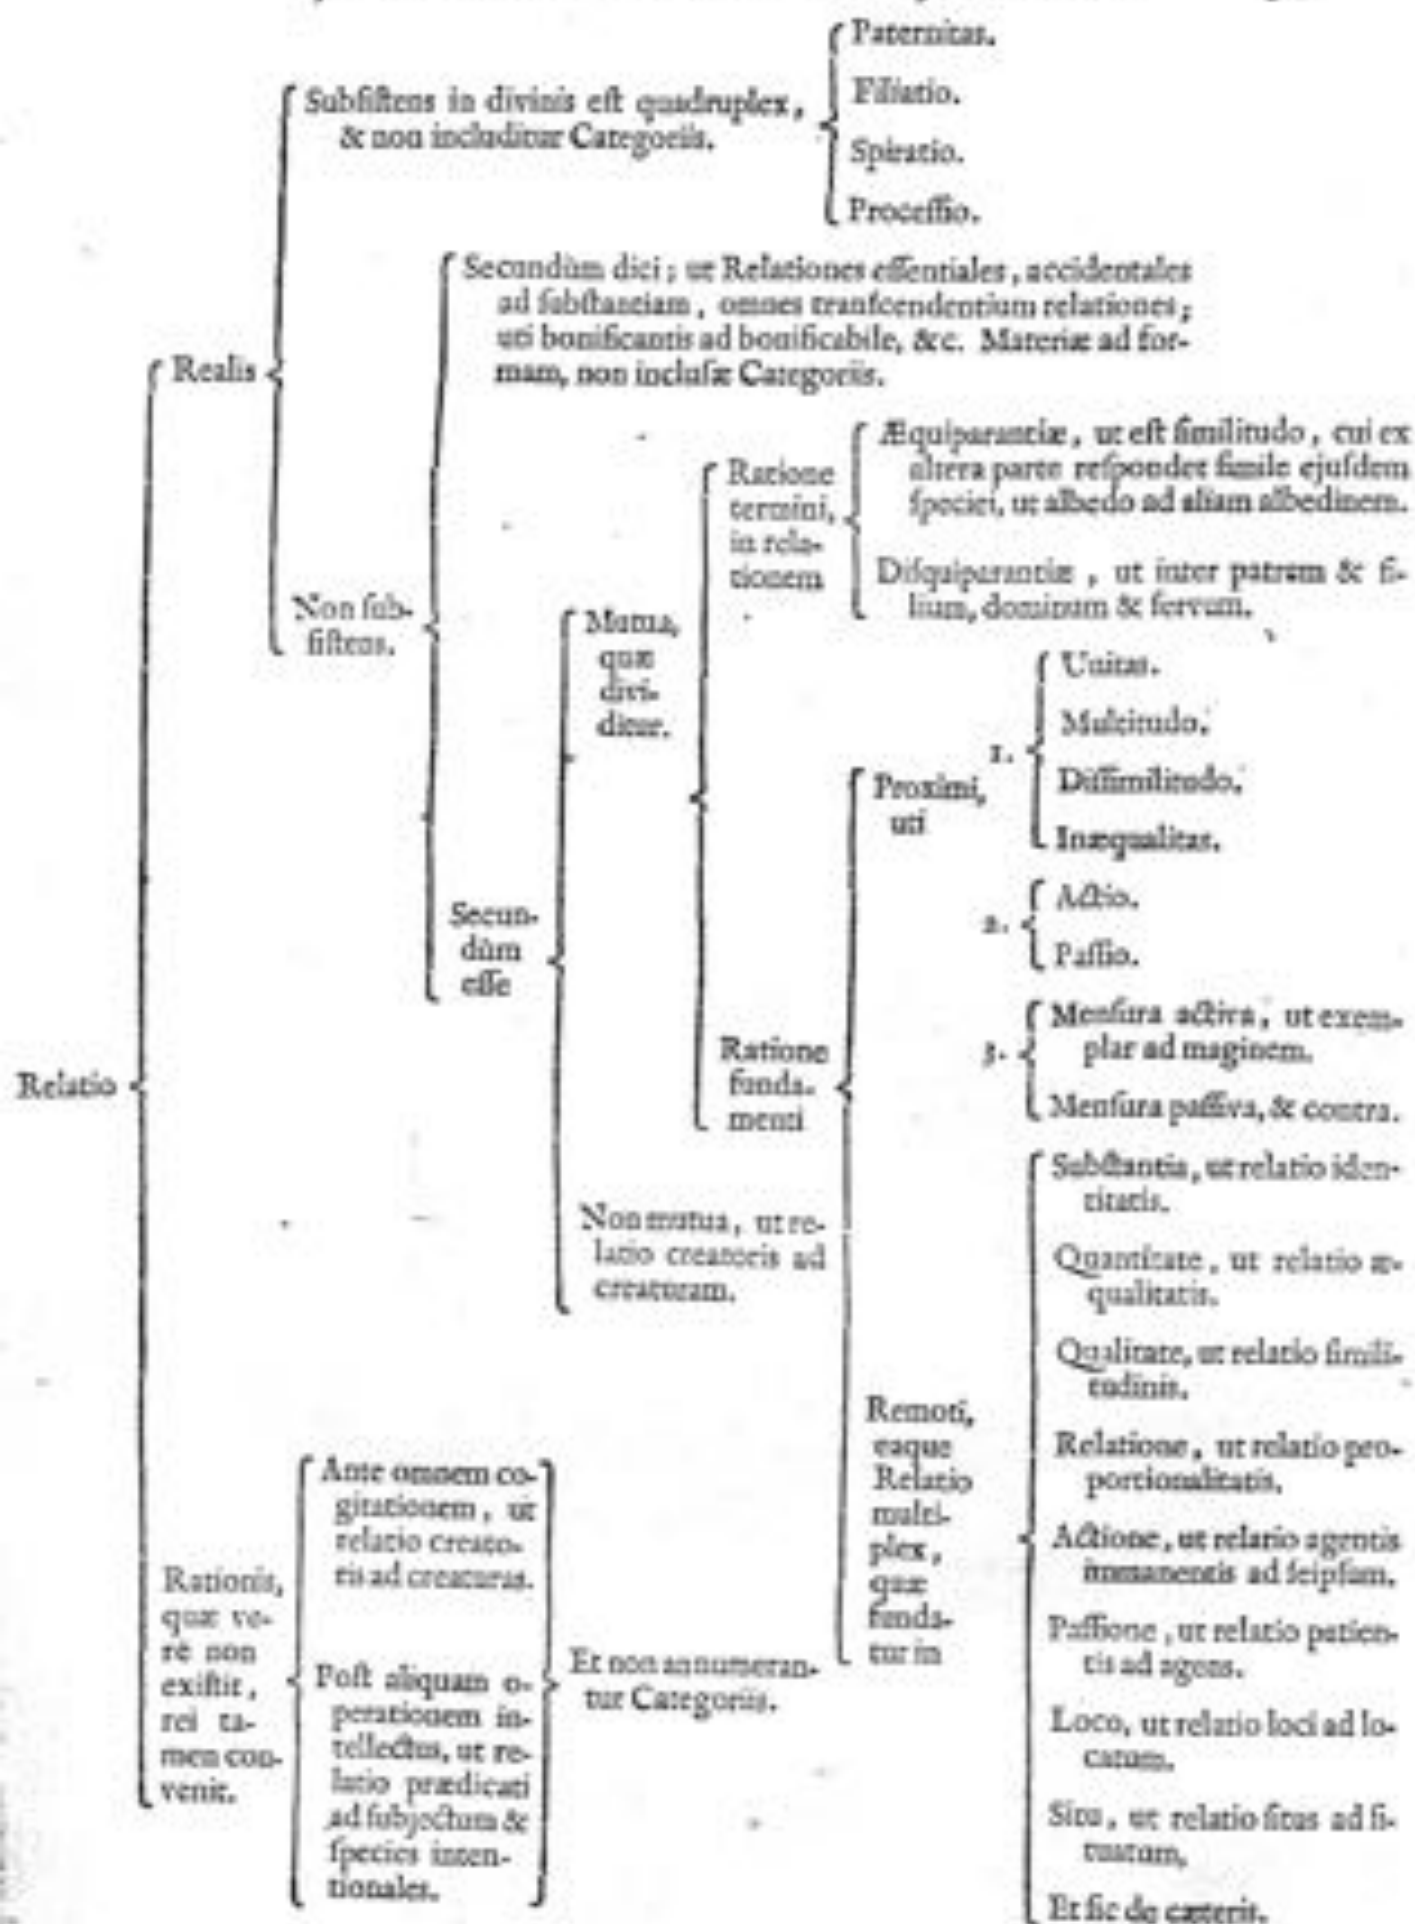 Paternitas.
Filiatio.
Spiratio.
Processio.
Subsistens in divinis est quadruplex,
& non includitur Categoriis.
Realis
Secundùm dici; ut Relationes essentiales, accidentales
ad substantiam, omnes transcendentium relationes;
uti bonificantis ad bonificabile, &c. Materiæ ad for-
mam, non inclusæ Categoriis.
Non sub-
sistens.
Æquiparantiæ, ut est similitudo, cui ex
altera parte respondet simile ejusdem
speciei, ut albedo ad aliam albedinem.
Ratione
termini,
in rela-
tionem
Disquiparantiæ, ut inter patrem & fi-
lium, dominum & servum.
Mutua,
quæ
divi-
ditur.
Unitas.
Multitudo.
1.
Dissimilitudo.
Inæqualitas.
Proximi,
uti
2.
Actio.
Passio.
Secun-
dùm
esse
3.
Mensura activa, ut exem-
plar ad maginem.
Mensura passiva, & contra.
Ratione
funda-
menti
Relatio
Substantia, ut relatio iden-
titatis.
Quantitate, ut relatio æ-
qualitatis.
Qualitate, ut relatio simili-
tudinis.
Relatione, ut relatio pro-
portionalitatis.
Actione, ut relatio agentis
immanentis ad seipsum.
Passione, ut relatio patien-
tis ad agens.
Loco, ut relatio loci ad lo-
catum.
Situ, ut relatio situs ad si-
tuatum,
Et sic de cæteris.
Non mutua, ut re-
latio creatoris ad
creaturam.
Remoti,
eaque
Relatio
multi-
plex,
quæ
funda-
tur in
Rationis,
quæ ve-
rè non
existit,
rei ta-
men con-
venit.
Ante omnem co-
gitationem, ut
relatio creato-
ris ad creaturas.
Post aliquam o-
perationem in-
tellectus, ut re-
latio prædicati
ad subjectum &
species inten-
tionales.
Et non annumeran-
tur Categoriis.